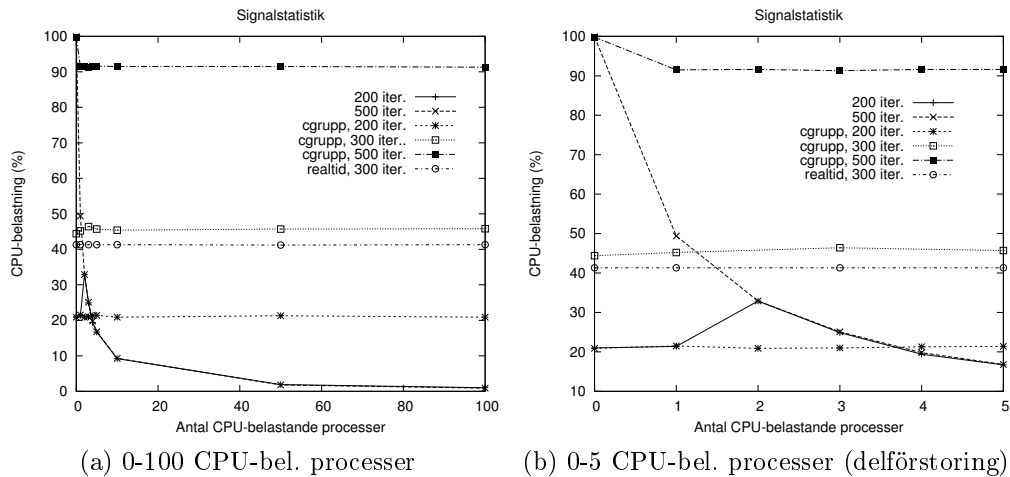 Signalstatistik
100
90
80
70
60
50
40
30
20
10
0
CPU-belastning (%)
200 iter.
500 iter.
cgrupp, 200 iter.
cgrupp, 300 iter..
cgrupp, 500 iter.
realtid, 300 iter.
0 20 40 60 80 100
Antal CPU-belastande processer
(a) 0-100 CPU-bel. processer
Signalstatistik
100
90
80
70
60
50
40
30
20
10
CPU-belastning (%)
200 iter.
500 iter.
cgrupp, 200 iter.
cgrupp, 300 iter.
cgrupp, 500 iter.
realtid, 300 iter.
0 1 2 3 4 5
Antal CPU-belastande processer
(b) 0-5 CPU-bel. processer (delförstoring)